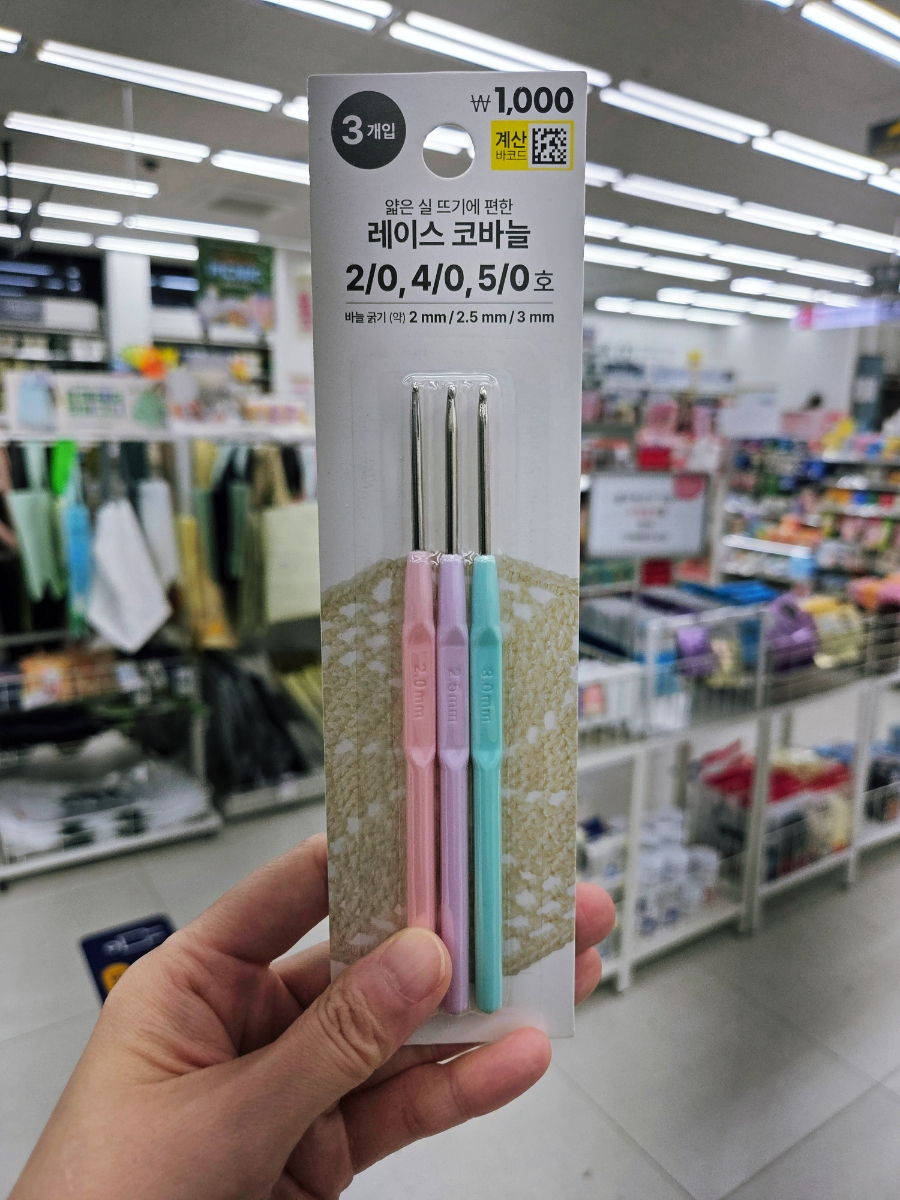 3개입
₩1,000
계산
바코드
얇은 실 뜨기에 편한
레이스 코바늘
2/0, 4/0, 5/0 호
바늘 굵기 (약) 2 mm / 2.5 mm / 3 mm
2.0mm
2.5mm
3.0mm